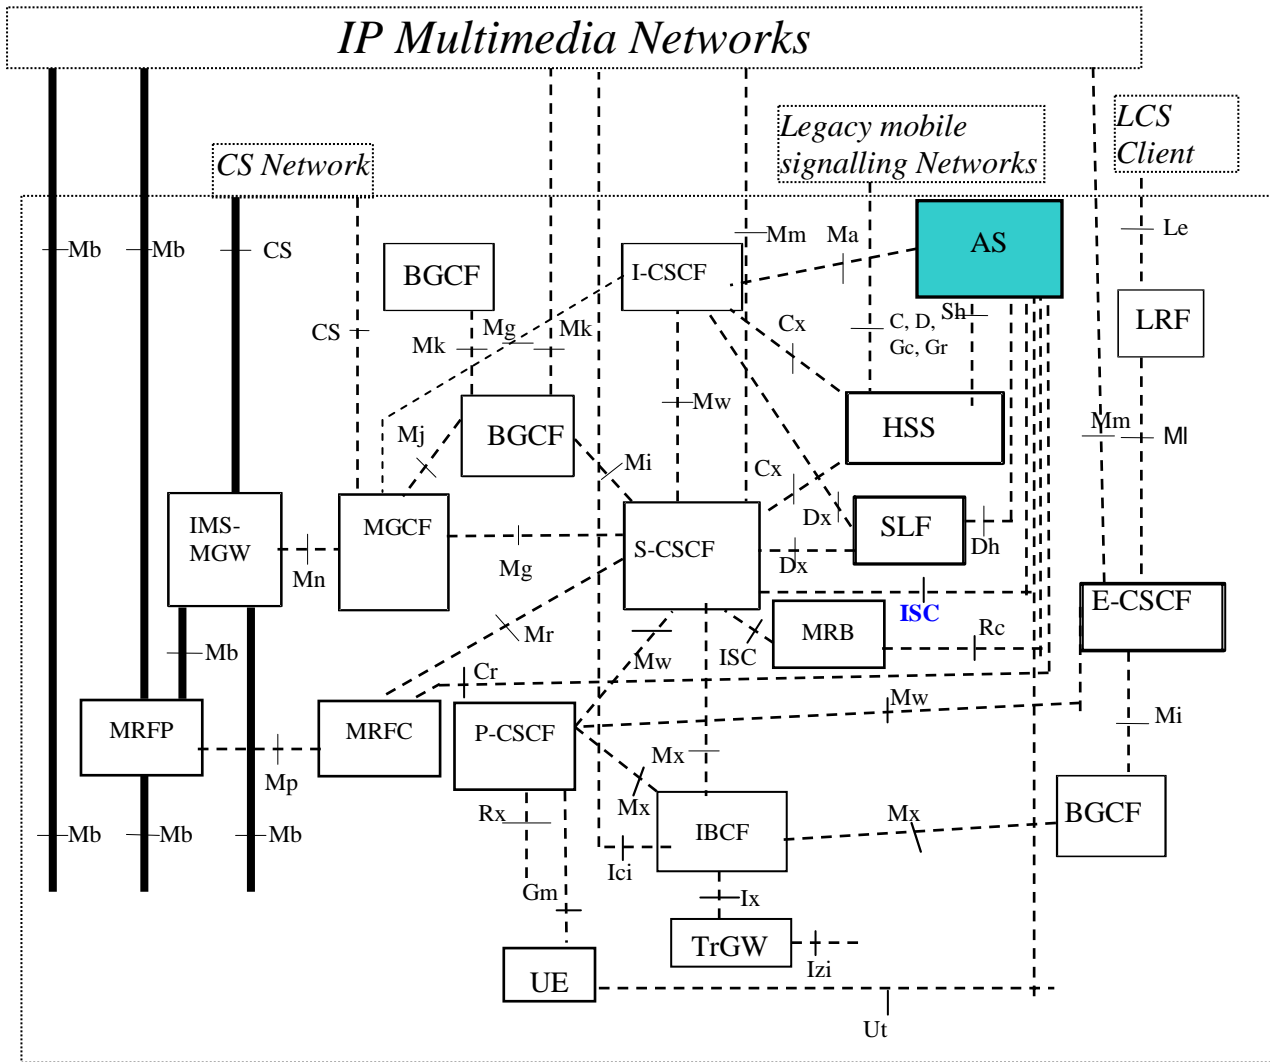 IP Multimedia Networks
Legacy mobile
signalling Networks
LCS
Client
CS Network
Mb
Mb
CS
BGCF
I-CSCF
Mm
Ma
AS
Le
LRF
CS
Mk
Mg
Mk
Cx
C, D,
Gc, Gr
Sh
Mw
HSS
Mm
Ml
Mj
BGCF
Mi
Cx
IMS-
MGW
MGCF
S-CSCF
Dx
SLF
Mn
Mg
Dx
Dh
ISC
E-CSCF
Mr
Mb
Mw
ISC
MRB
Rc
Cr
Mw
Mi
MRFP
MRFC
P-CSCF
Mp
Mx
Mx
Rx
Mb
Mb
Mb
IBCF
Mx
BGCF
Ici
Gm
Ix
TrGW
Izi
UE
Ut